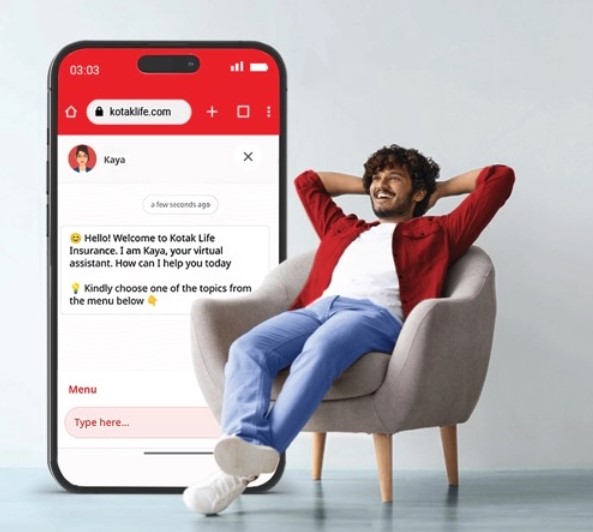 03:03
kotaklife.com
Kaya
a few seconds ago
😊 Hello! Welcome to Kotak Life
Insurance. I am Kaya, your virtual
assistant. How can I help you today
💡 Kindly choose one of the topics from
the menu below 👇
Menu
Type here...